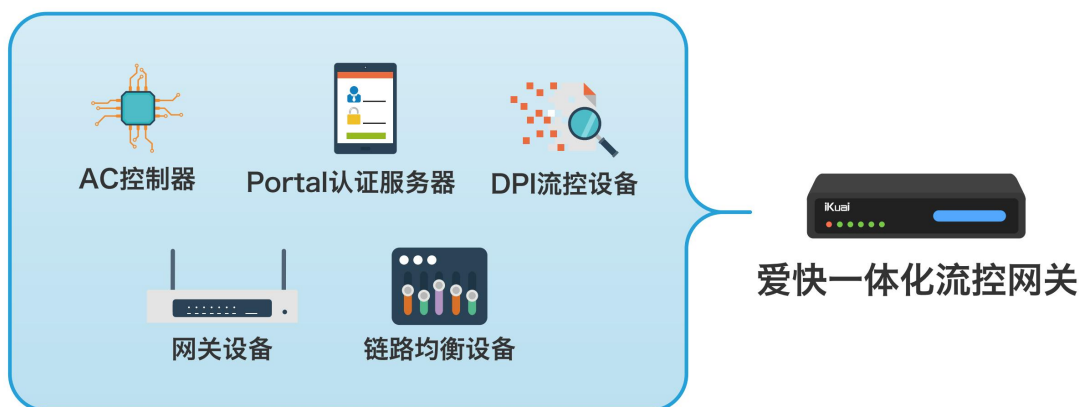 AC控制器
Portal认证服务器
DPI流控设备
网关设备
链路均衡设备
iKuai
爱快一体化流控网关